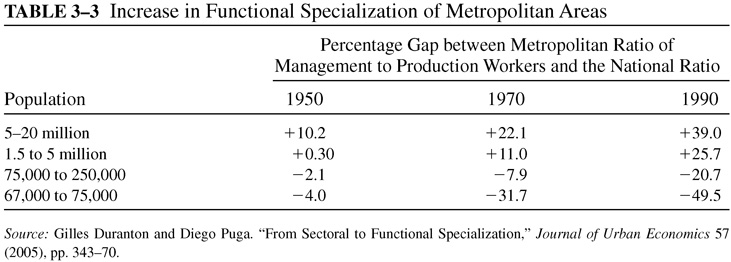 TABLE 3–3 Increase in Functional Specialization of Metropolitan Areas
Percentage Gap between Metropolitan Ratio of
Management to Production Workers and the National Ratio
Population 1950 1970 1990
5–20 million +10.2 +22.1 +39.0
1.5 to 5 million +0.30 +11.0 +25.7
75,000 to 250,000 −2.1 −7.9 −20.7
67,000 to 75,000 −4.0 −31.7 −49.5
Source: Gilles Duranton and Diego Puga. “From Sectoral to Functional Specialization,” Journal of Urban Economics 57
(2005), pp. 343–70.